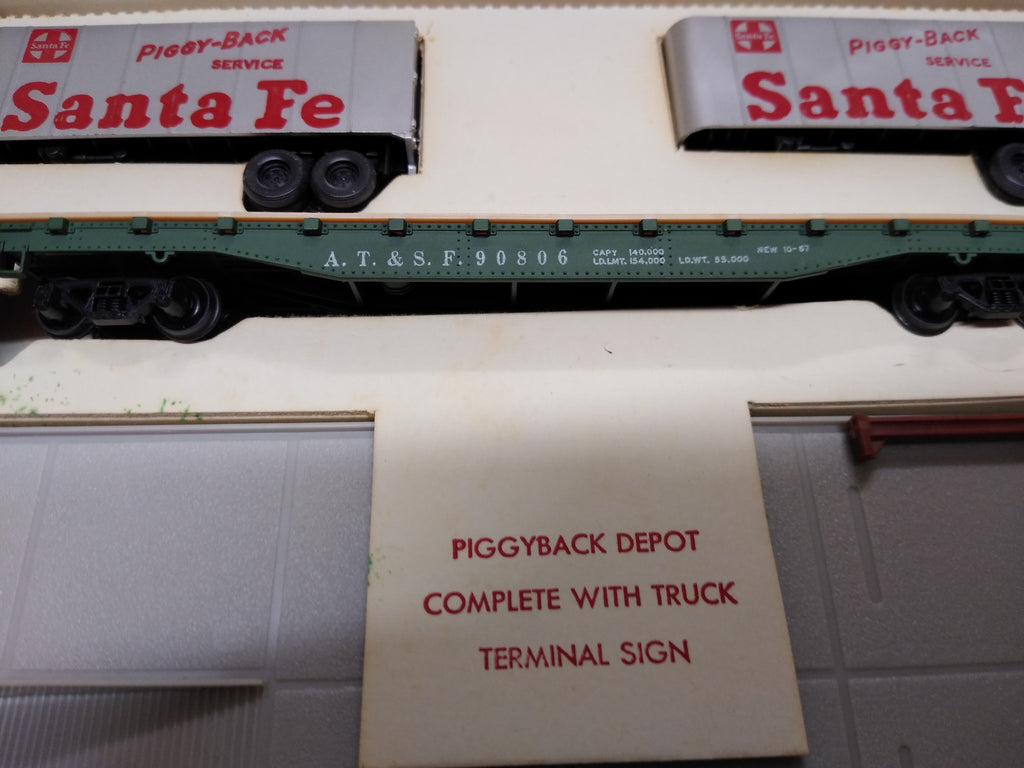 Santa Fe
PIGGY-BACK
SERVICE
Santa Fe
Santa Fe
PIGGY-BACK
SERVICE
Santa F
A. T. & S. F. 90806
CAPY 140,000
LD.LMT. 154,000 LD.WT. 55,000
NEW 10-57
PIGGYBACK DEPOT
COMPLETE WITH TRUCK
TERMINAL SIGN